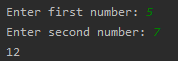 Enter first number: 5
Enter second number: 7
12